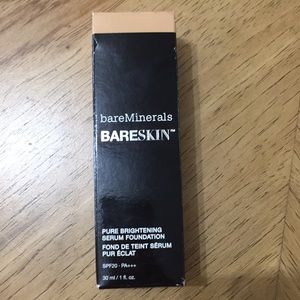 bareMinerals
BARESKIN™
PURE BRIGHTENING
SERUM FOUNDATION
FOND DE TEINT SÉRUM
PUR ÉCLAT
SPF20 · PA+++
30 ml / 1 fl. oz.